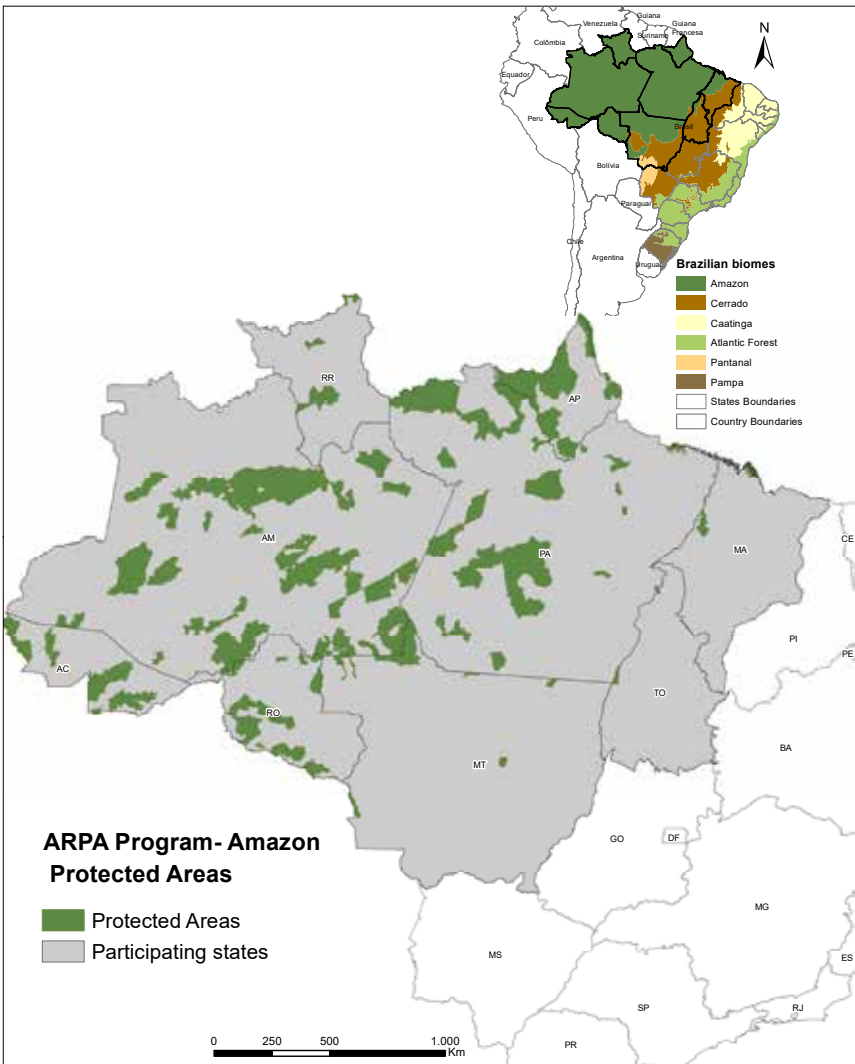 Guiana
Venezuela
Guiana
Suriname
Francesa
N
Colômbia
Equador
Peru
Brasil
Bolívia
Paraguai
Chile
Argentina
Uruguai
Brazilian biomes
Amazon
Cerrado
Caatinga
Atlantic Forest
Pantanal
Pampa
States Boundaries
Country Boundaries
RR
AP
AM
PA
MA
CE
PI
PE
AC
TO
RO
MT
BA
GO
DF
MG
MS
ES
SP
RJ
PR
ARPA Program- Amazon
Protected Areas
Protected Areas
Participating states
0 250 500 1.000
Km